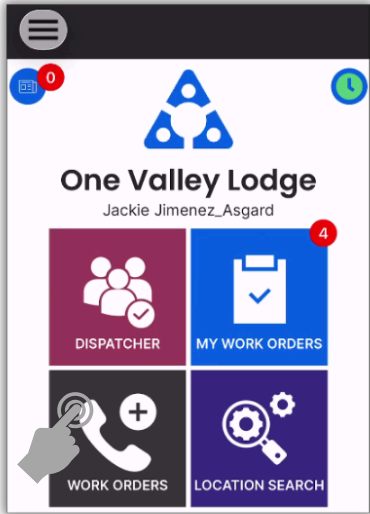 0
One Valley Lodge
Jackie Jimenez_Asgard
4
DISPATCHER
MY WORK ORDERS
WORK ORDERS
LOCATION SEARCH